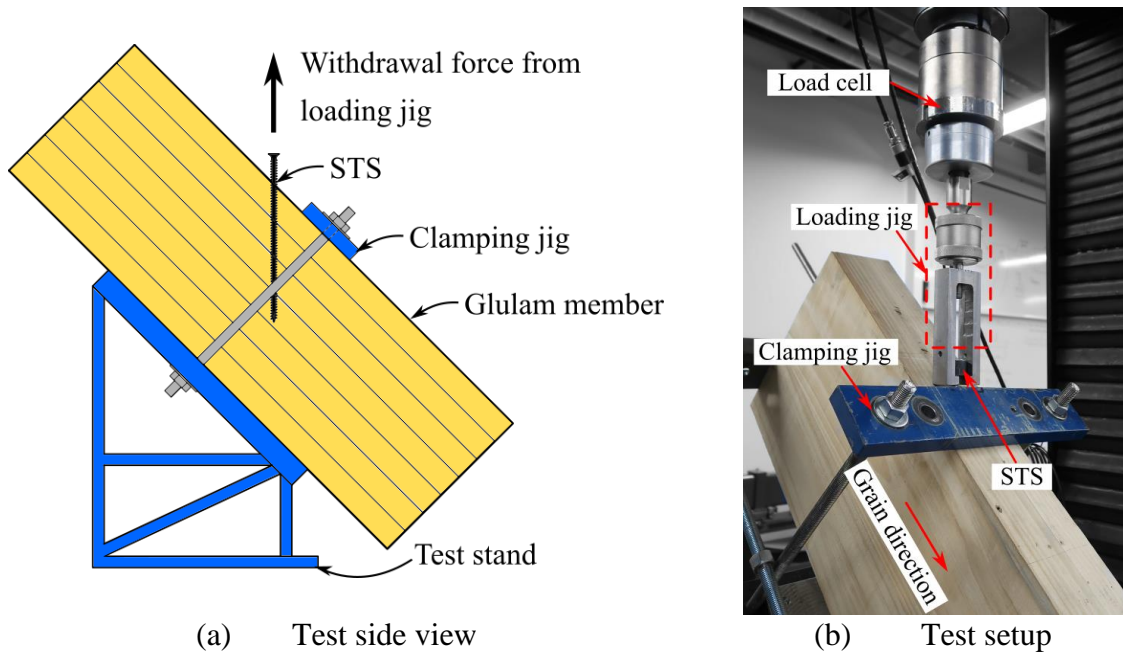 Withdrawal force from
loading jig
STS
Clamping jig
Glulam member
Test stand
(a) Test side view
Load cell
Loading jig
Clamping jig
STS
Grain direction
(b) Test setup